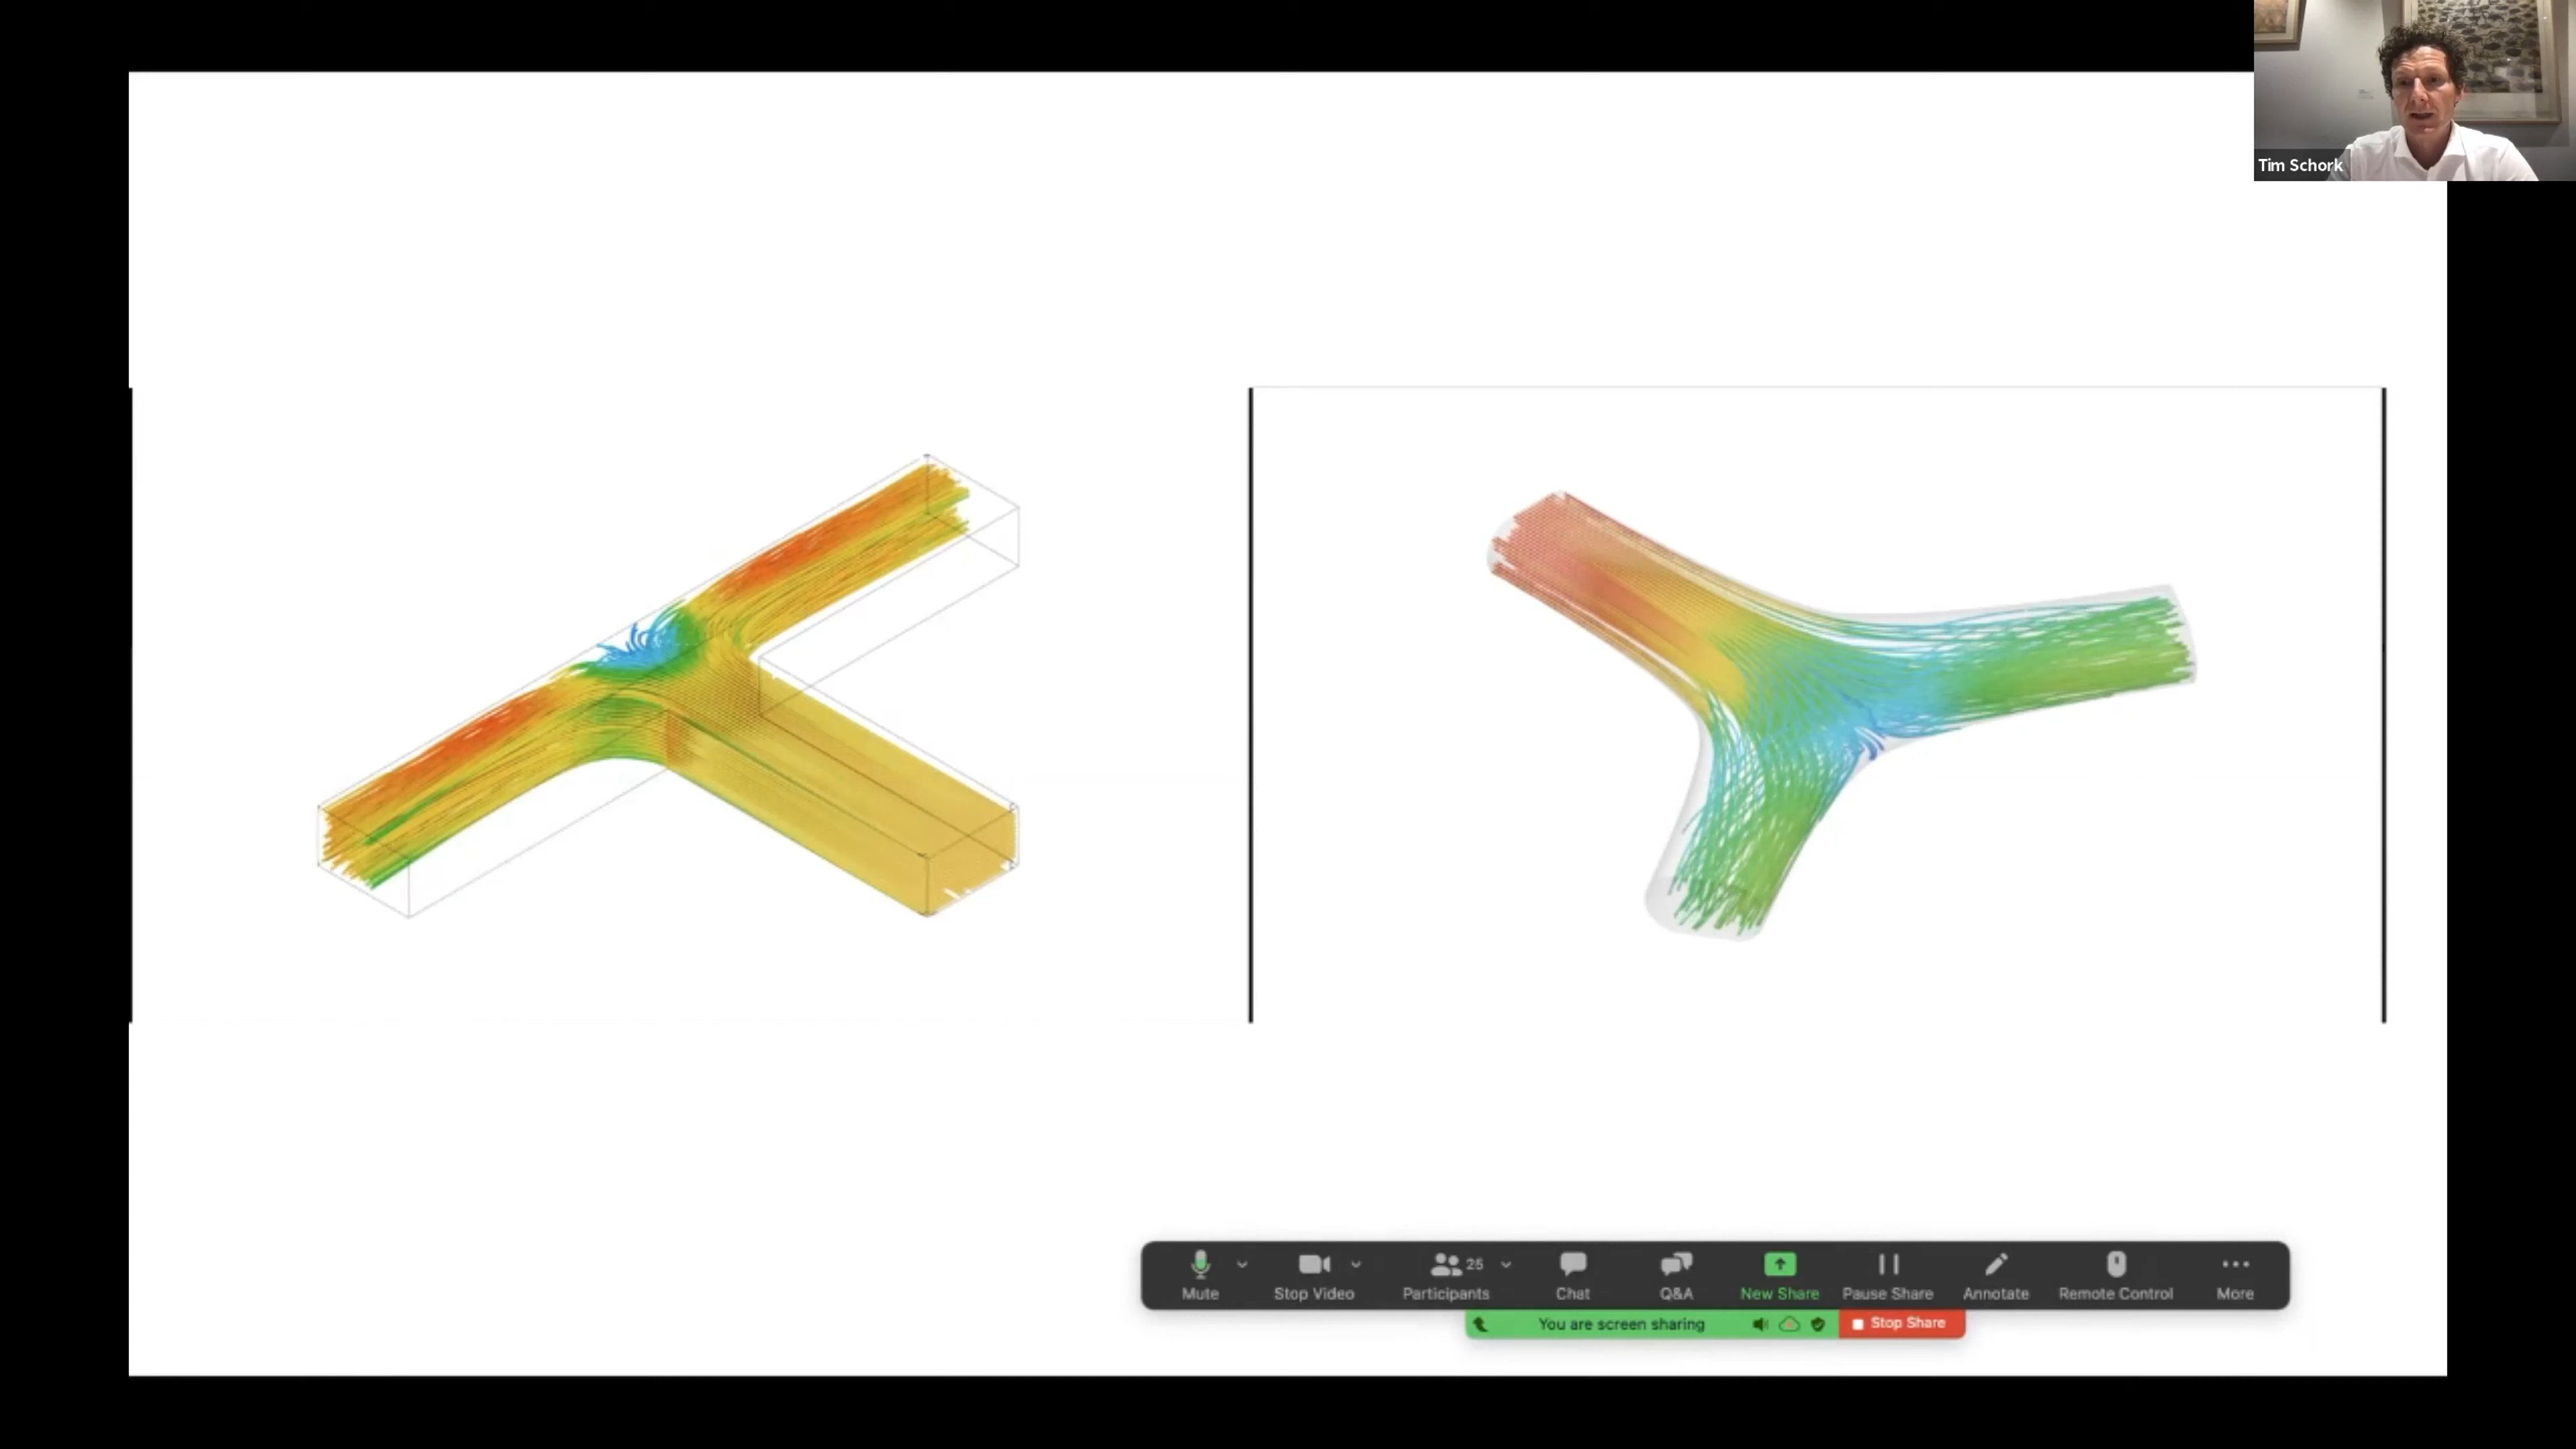 Tim Schork
25
Mute
Stop Video
Participants
Chat
Q&A
New Share
Pause Share
Annotate
Remote Control
More
You are screen sharing
Stop Share